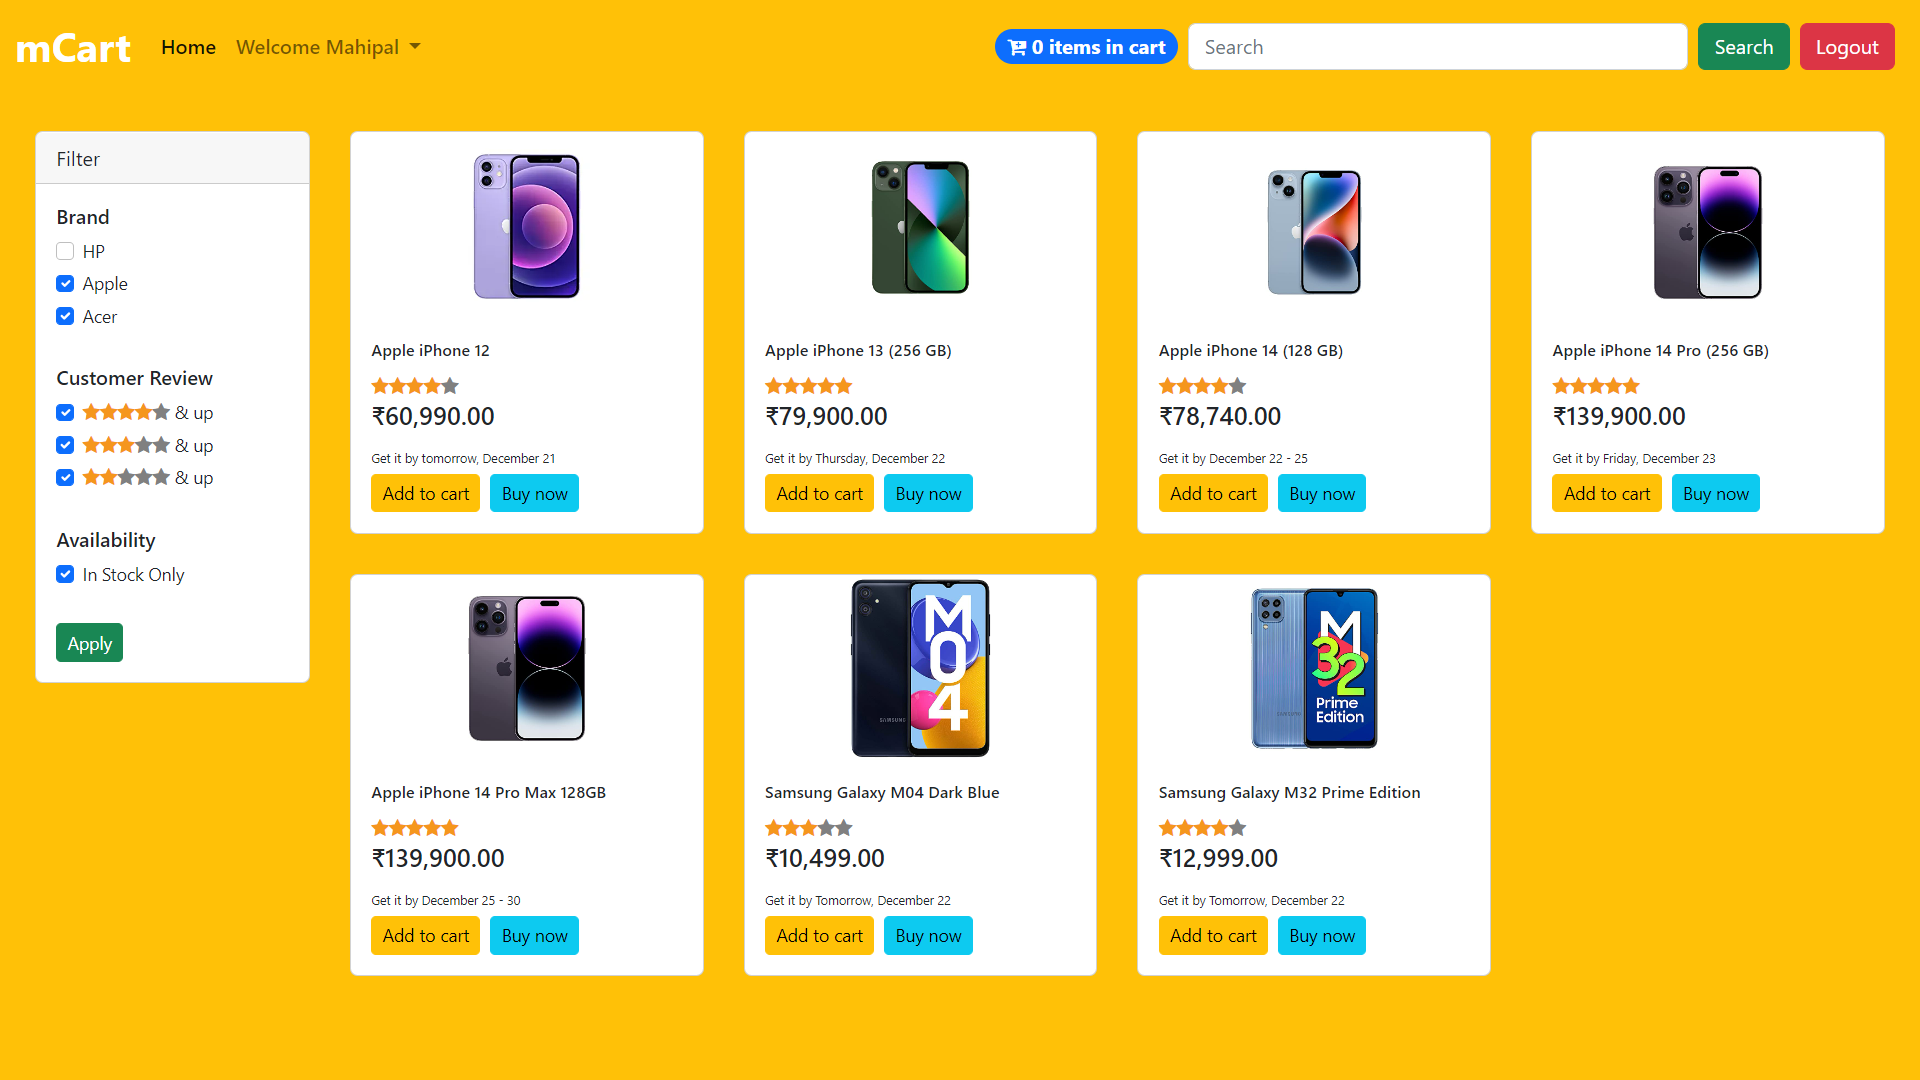 mCart Home Welcome Mahipal 0 items in cart Search Search Logout
Filter
Brand
HP
Apple
Acer
Customer Review
& up
& up
& up
Availability
In Stock Only
Apply
Apple iPhone 12
₹60,990.00
Get it by tomorrow, December 21
Add to cart Buy now
Apple iPhone 13 (256 GB)
₹79,900.00
Get it by Thursday, December 22
Add to cart Buy now
Apple iPhone 14 (128 GB)
₹78,740.00
Get it by December 22 - 25
Add to cart Buy now
Apple iPhone 14 Pro (256 GB)
₹139,900.00
Get it by Friday, December 23
Add to cart Buy now
Apple iPhone 14 Pro Max 128GB
₹139,900.00
Get it by December 25 - 30
Add to cart Buy now
M
0
4
SAMSUNG
Samsung Galaxy M04 Dark Blue
₹10,499.00
Get it by Tomorrow, December 22
Add to cart Buy now
M
32
Prime
Edition
SAMSUNG
Samsung Galaxy M32 Prime Edition
₹12,999.00
Get it by Tomorrow, December 22
Add to cart Buy now